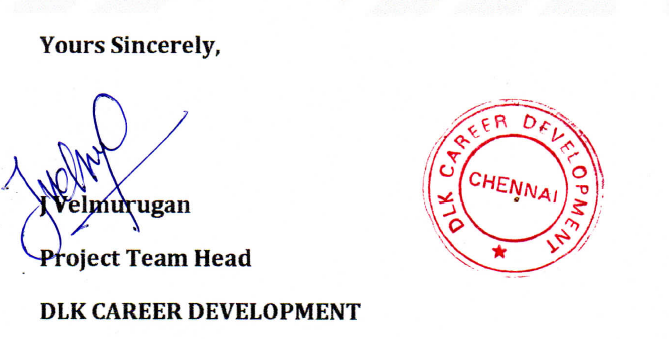 Yours Sincerely,
J Velmurugan
Project Team Head
DLK CAREER DEVELOPMENT
DLK CAREER DEVELOPMENT
CHENNAI